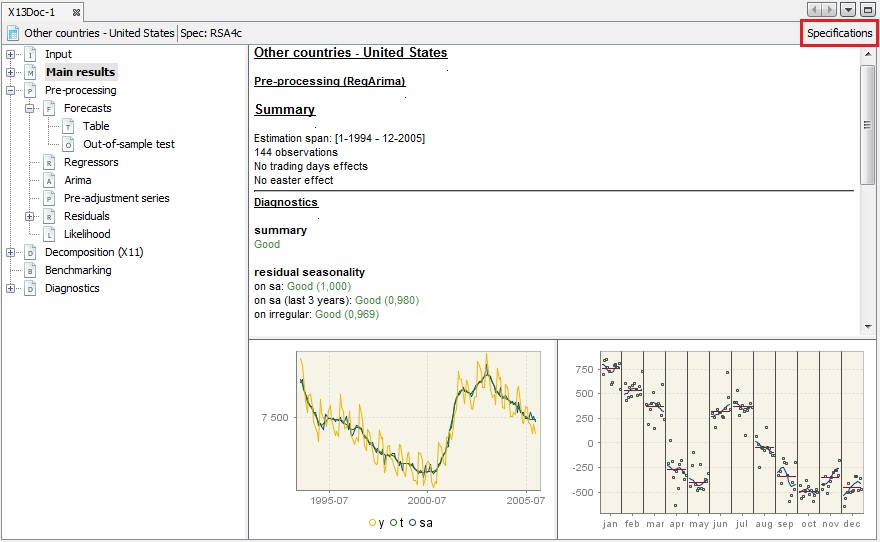 X13Doc-1
Other countries - United States Spec: RSA4c Specifications
I Input
M Main results
P Pre-processing
F Forecasts
T Table
O Out-of-sample test
R Regressors
A Arima
P Pre-adjustment series
R Residuals
L Likelihood
D Decomposition (X11)
B Benchmarking
D Diagnostics
Other countries - United States
Pre-processing (RegArima)
Summary
Estimation span: [1-1994 - 12-2005]
144 observations
No trading days effects
No easter effect
Diagnostics
summary
Good
residual seasonality
on sa: Good (1,000)
on sa (last 3 years): Good (0,980)
on irregular: Good (0,969)
7 500
1995-07 2000-07 2005-07
y t sa
750
500
250
0
-250
-500
jan feb mar apr may jun jul aug sep oct nov dec